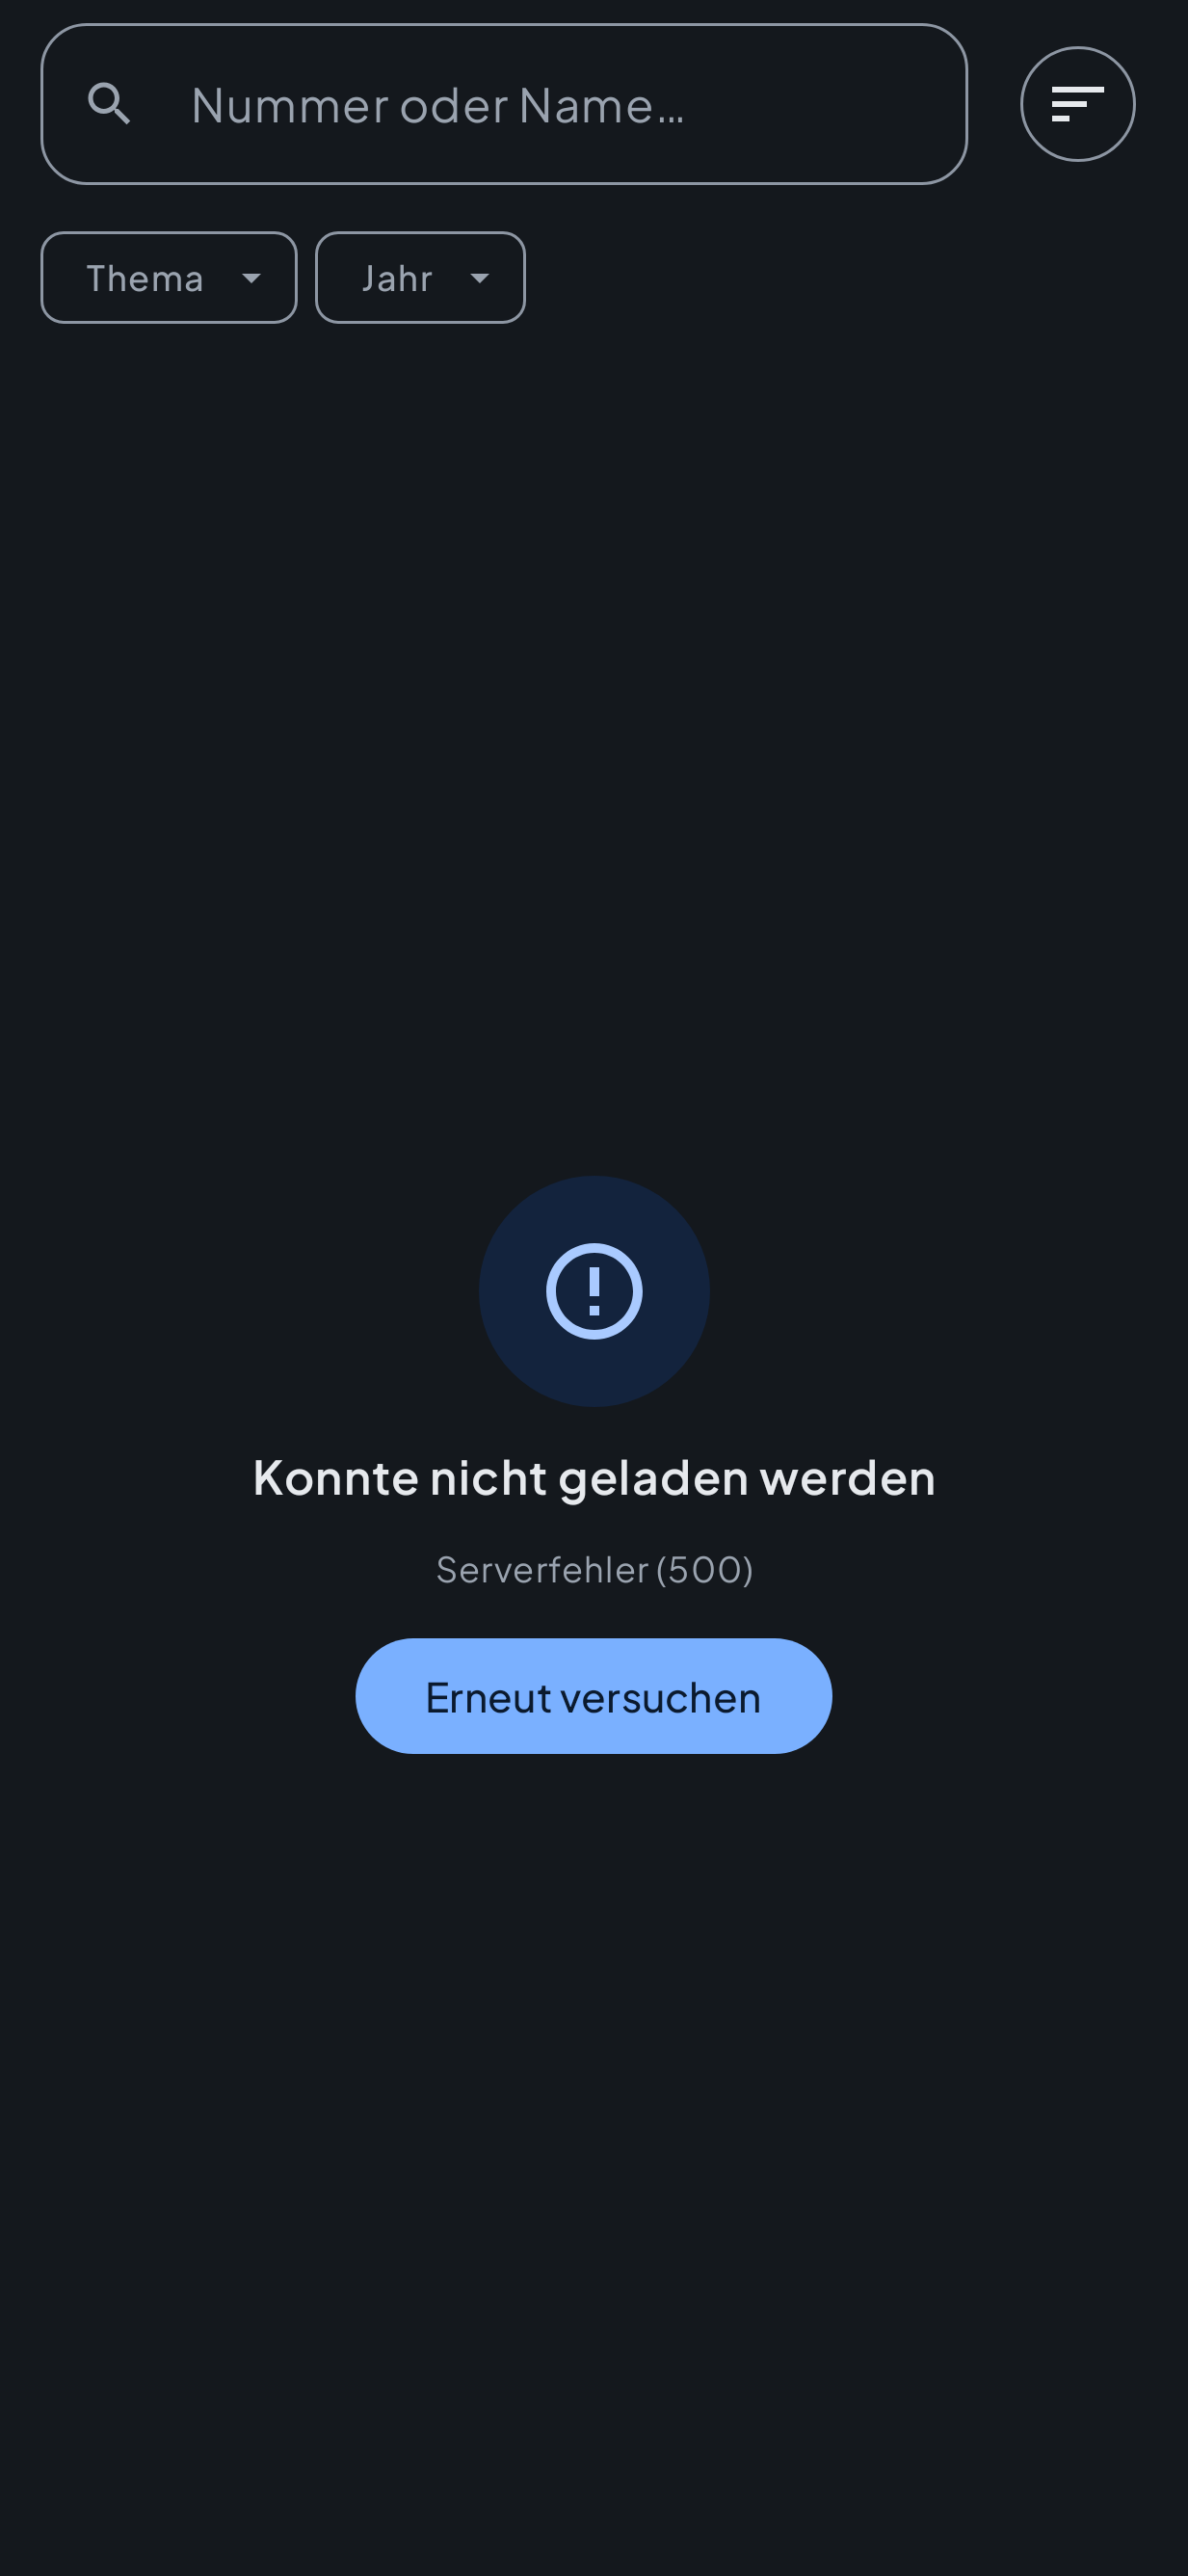 Nummer oder Name…
Thema
Jahr
Konnte nicht geladen werden
Serverfehler (500)
Erneut versuchen